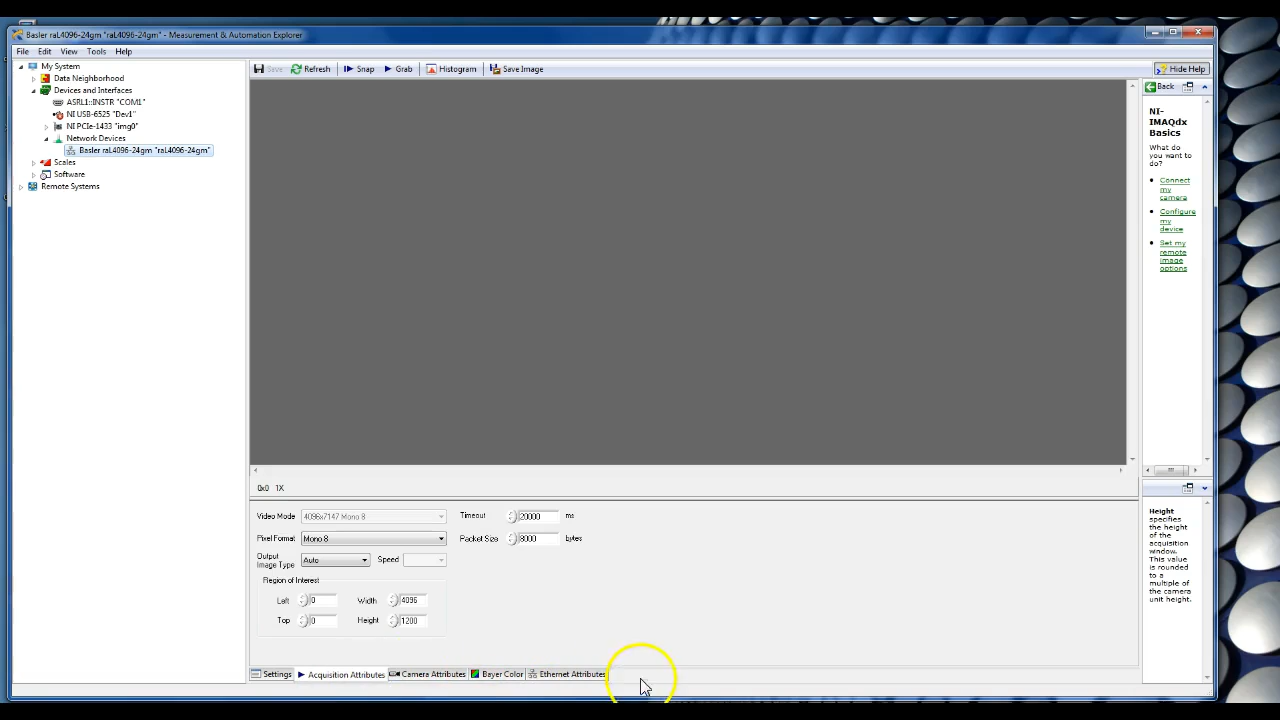 Basler raL4096-24gm "raL4096-24gm" - Measurement & Automation Explorer
File Edit View Tools Help
My System
Data Neighborhood
Devices and Interfaces
ASRL1::INSTR "COM1"
NI USB-6525 "Dev1"
NI PCIe-1433 "img0"
Network Devices
Basler raL4096-24gm "raL4096-24gm"
Scales
Software
Remote Systems
Save Refresh Snap Grab Histogram Save Image Hide Help
0x0 1X
Video Mode 4096x7147 Mono 8 Timeout 20000 ms
Pixel Format Mono 8 Packet Size 8000 bytes
Output
Image Type Auto Speed
Region of Interest
Left 0 Width 4096
Top 0 Height 1200
Settings Acquisition Attributes Camera Attributes Bayer Color Ethernet Attributes
Back
NI-
IMAQdx
Basics
What do
you want to
do?
Connect
my
camera
Configure
my
device
Set my
remote
image
options
Height
specifies
the height
of the
acquisition
window.
This value
is rounded
to a
multiple of
the camera
unit height.